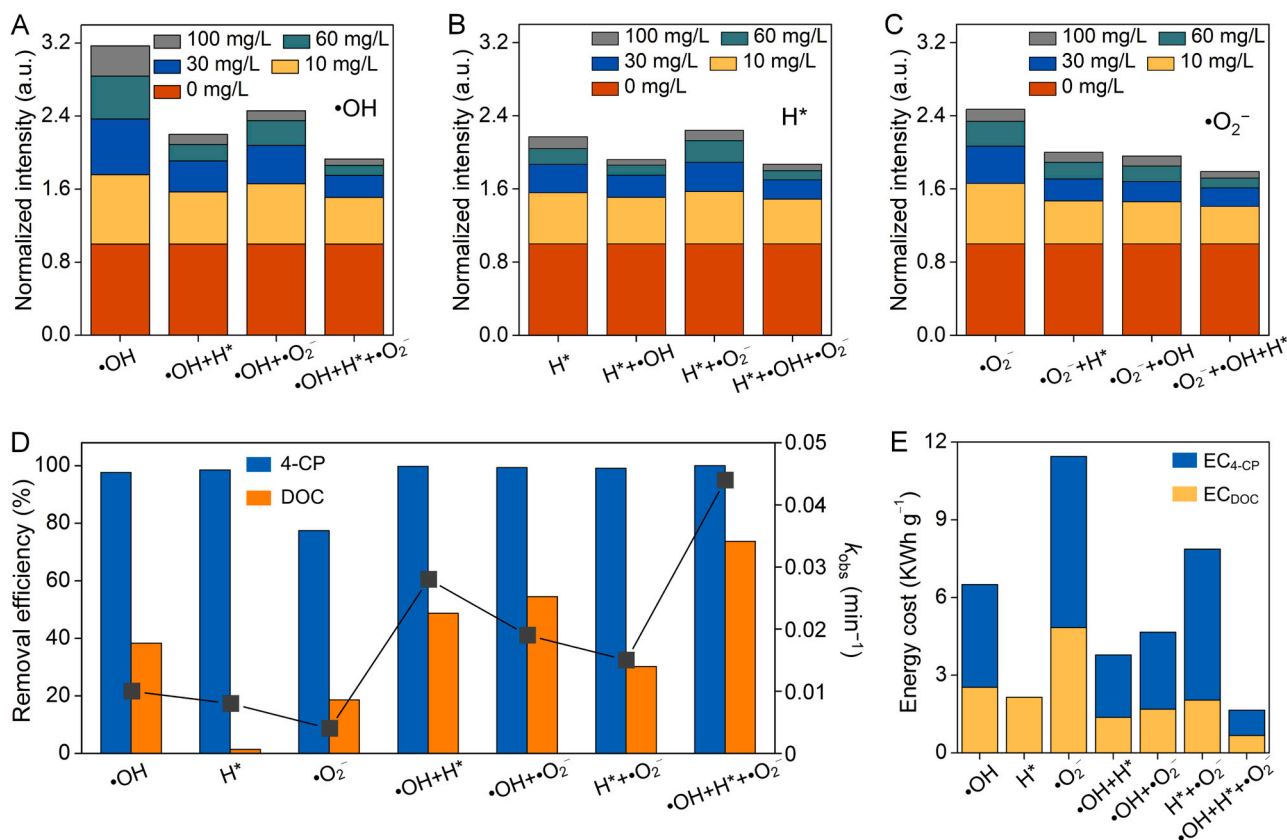 A
Normalized intensity (a.u.)
3.2
2.4
1.6
0.8
0.0
100 mg/L
60 mg/L
30 mg/L
10 mg/L
0 mg/L
•OH
•OH
•OH+H*
•OH+•O₂⁻
•OH+H*+•O₂⁻
B
Normalized intensity (a.u.)
3.2
2.4
1.6
0.8
0.0
100 mg/L
60 mg/L
30 mg/L
10 mg/L
0 mg/L
H*
H*
H*+•OH
H*+•O₂⁻
H*+•OH+•O₂⁻
C
Normalized intensity (a.u.)
3.2
2.4
1.6
0.8
0.0
100 mg/L
60 mg/L
30 mg/L
10 mg/L
0 mg/L
•O₂⁻
•O₂⁻
•O₂⁻+H*
•O₂⁻+•OH
•O₂⁻+•OH+H*
D
Removal efficiency (%)
100
80
60
40
20
0
4-CP
DOC
0.05
0.04
0.03
0.02
0.01
0
kobs (min⁻¹)
•OH
H*
•O₂⁻
•OH+H*
•OH+•O₂⁻
H*+•O₂⁻
•OH+H*+•O₂⁻
E
Energy cost (KWh g⁻¹)
12
9
6
3
0
EC4-CP
ECDOC
•OH
H*
•O₂⁻
•OH+H*
•OH+•O₂⁻
H*+•O₂⁻
•OH+H*+•O₂⁻